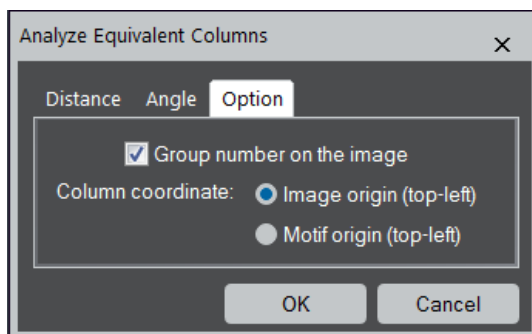 Analyze Equivalent Columns
Distance Angle Option
Group number on the image
Column coordinate: Image origin (top-left)
Motif origin (top-left)
OK Cancel